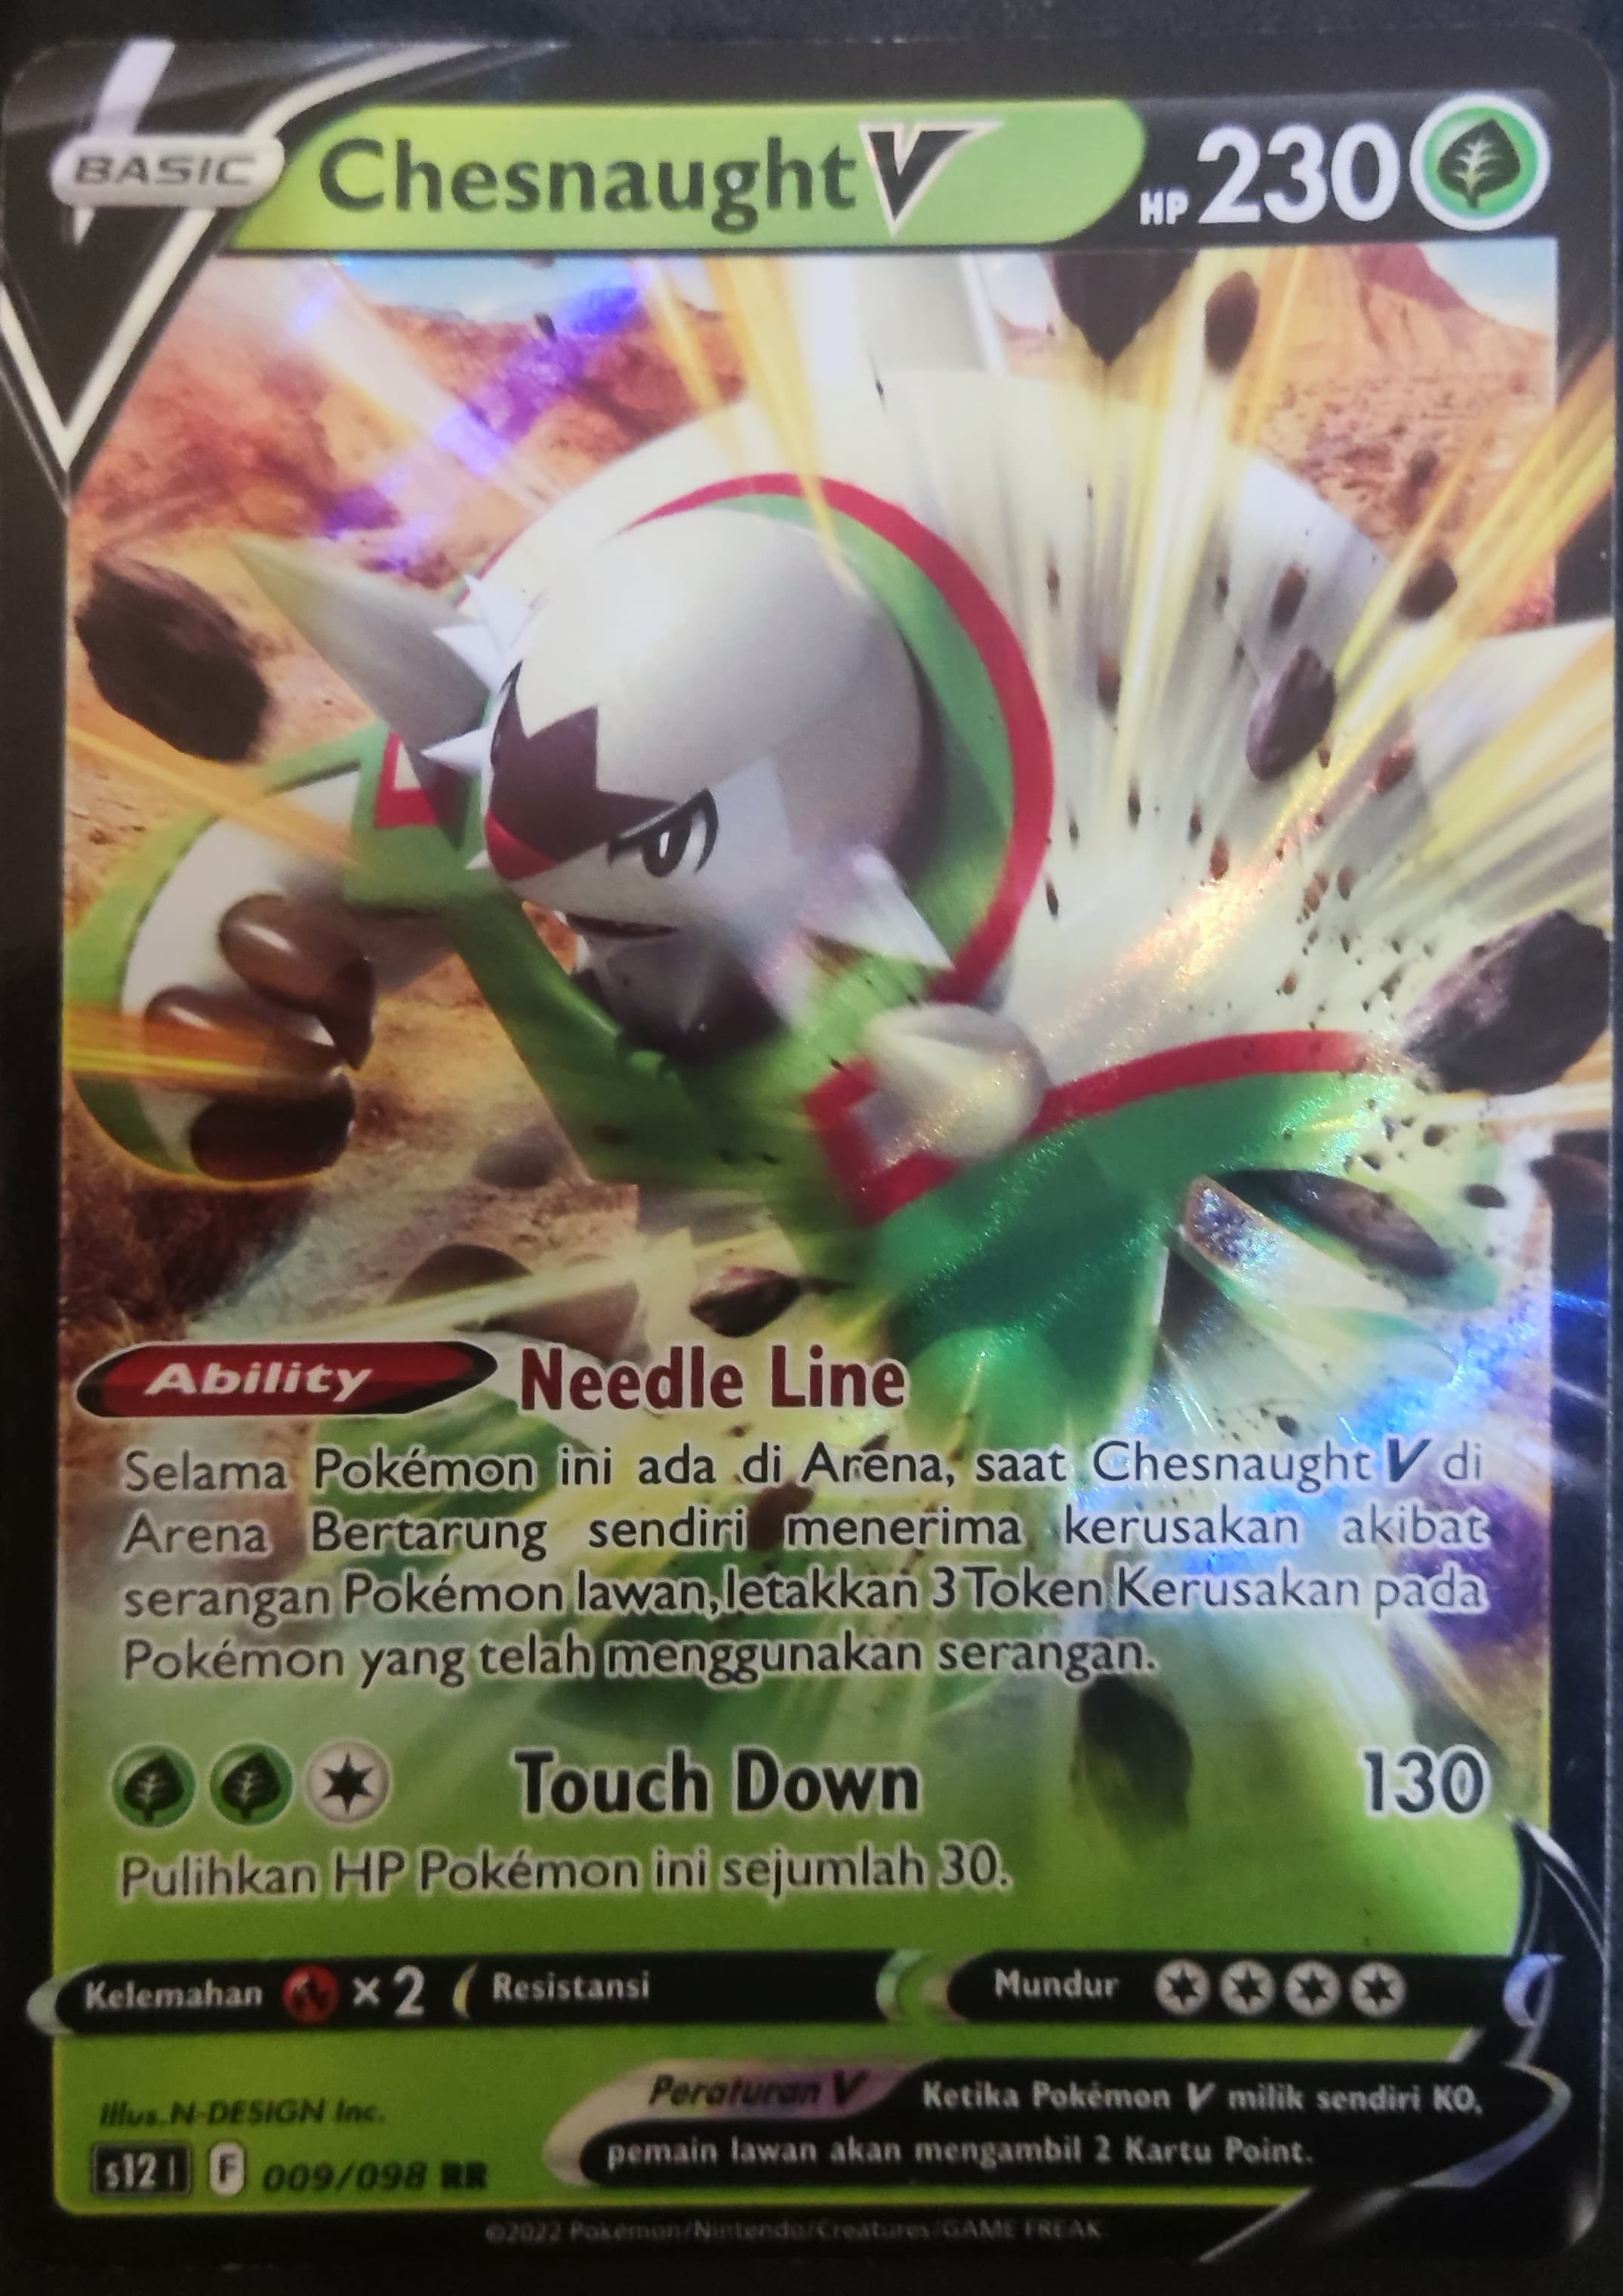 BASIC Chesnaught V HP 230
Ability Needle Line
Selama Pokémon ini ada di Arena, saat Chesnaught V di
Arena Bertarung sendiri menerima kerusakan akibat
serangan Pokémon lawan, letakkan 3 Token Kerusakan pada
Pokémon yang telah menggunakan serangan.
Touch Down 130
Pulihkan HP Pokémon ini sejumlah 30.
Kelemahan ×2 Resistansi Mundur
Illus. N-DESIGN Inc.
Peraturan V Ketika Pokémon V milik sendiri KO,
pemain lawan akan mengambil 2 Kartu Point.
s12 I F 009/098 RR
©2022 Pokémon/Nintendo/Creatures/GAME FREAK